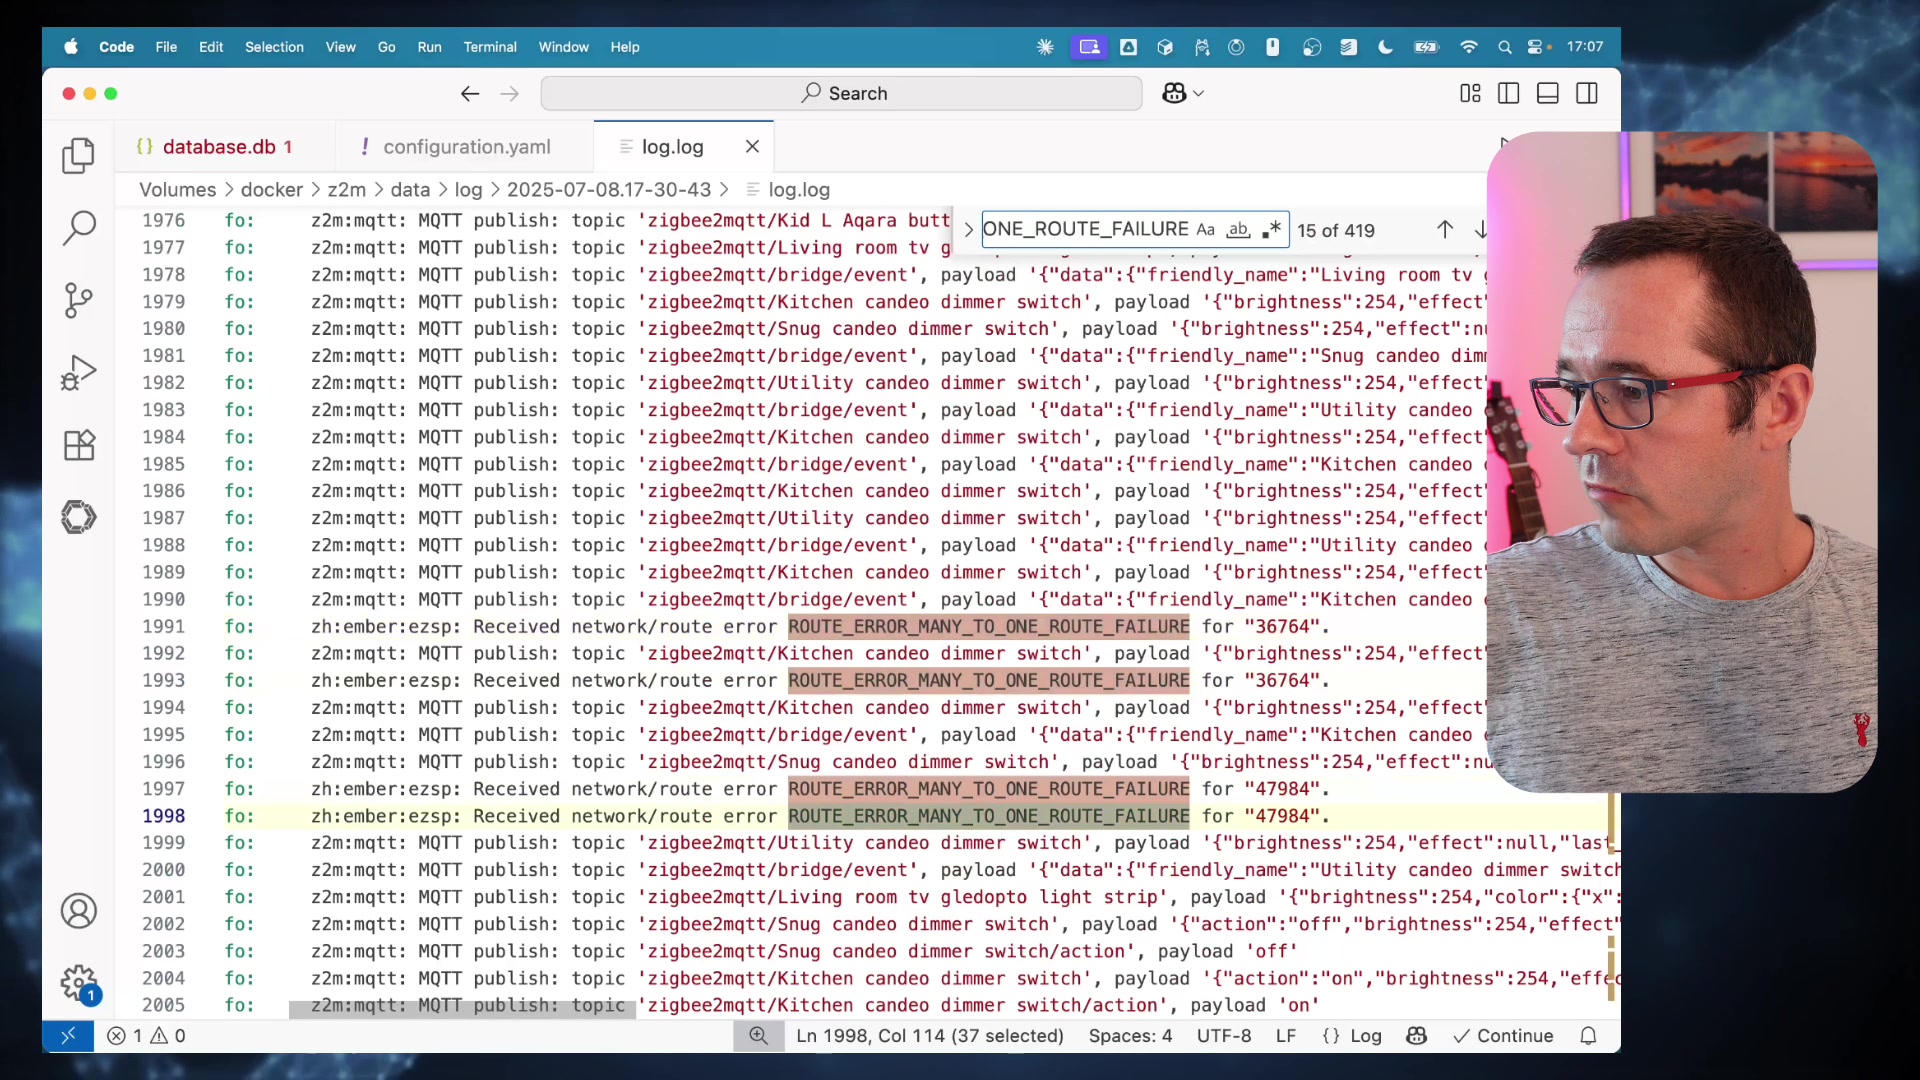 Code File Edit Selection View Go Run Terminal Window Help 17:07
Search
database.db 1 configuration.yaml log.log
Volumes > docker > z2m > data > log > 2025-07-08.17-30-43 > log.log
ONE_ROUTE_FAILURE Aa ab 15 of 419
1976 fo: z2m:mqtt: MQTT publish: topic 'zigbee2mqtt/Kid L Aqara butt
1977 fo: z2m:mqtt: MQTT publish: topic 'zigbee2mqtt/Living room tv g
1978 fo: z2m:mqtt: MQTT publish: topic 'zigbee2mqtt/bridge/event', payload '{"data":{"friendly_name":"Living room tv g
1979 fo: z2m:mqtt: MQTT publish: topic 'zigbee2mqtt/Kitchen candeo dimmer switch', payload '{"brightness":254,"effect"
1980 fo: z2m:mqtt: MQTT publish: topic 'zigbee2mqtt/Snug candeo dimmer switch', payload '{"brightness":254,"effect":nu
1981 fo: z2m:mqtt: MQTT publish: topic 'zigbee2mqtt/bridge/event', payload '{"data":{"friendly_name":"Snug candeo dim
1982 fo: z2m:mqtt: MQTT publish: topic 'zigbee2mqtt/Utility candeo dimmer switch', payload '{"brightness":254,"effect
1983 fo: z2m:mqtt: MQTT publish: topic 'zigbee2mqtt/bridge/event', payload '{"data":{"friendly_name":"Utility candeo
1984 fo: z2m:mqtt: MQTT publish: topic 'zigbee2mqtt/Kitchen candeo dimmer switch', payload '{"brightness":254,"effect"
1985 fo: z2m:mqtt: MQTT publish: topic 'zigbee2mqtt/bridge/event', payload '{"data":{"friendly_name":"Kitchen candeo
1986 fo: z2m:mqtt: MQTT publish: topic 'zigbee2mqtt/Kitchen candeo dimmer switch', payload '{"brightness":254,"effect"
1987 fo: z2m:mqtt: MQTT publish: topic 'zigbee2mqtt/Utility candeo dimmer switch', payload '{"brightness":254,"effect"
1988 fo: z2m:mqtt: MQTT publish: topic 'zigbee2mqtt/bridge/event', payload '{"data":{"friendly_name":"Utility candeo
1989 fo: z2m:mqtt: MQTT publish: topic 'zigbee2mqtt/Kitchen candeo dimmer switch', payload '{"brightness":254,"effect"
1990 fo: z2m:mqtt: MQTT publish: topic 'zigbee2mqtt/bridge/event', payload '{"data":{"friendly_name":"Kitchen candeo
1991 fo: zh:ember:ezsp: Received network/route error ROUTE_ERROR_MANY_TO_ONE_ROUTE_FAILURE for "36764".
1992 fo: z2m:mqtt: MQTT publish: topic 'zigbee2mqtt/Kitchen candeo dimmer switch', payload '{"brightness":254,"effect"
1993 fo: zh:ember:ezsp: Received network/route error ROUTE_ERROR_MANY_TO_ONE_ROUTE_FAILURE for "36764".
1994 fo: z2m:mqtt: MQTT publish: topic 'zigbee2mqtt/Kitchen candeo dimmer switch', payload '{"brightness":254,"effect"
1995 fo: z2m:mqtt: MQTT publish: topic 'zigbee2mqtt/bridge/event', payload '{"data":{"friendly_name":"Kitchen candeo
1996 fo: z2m:mqtt: MQTT publish: topic 'zigbee2mqtt/Snug candeo dimmer switch', payload '{"brightness":254,"effect":nu
1997 fo: zh:ember:ezsp: Received network/route error ROUTE_ERROR_MANY_TO_ONE_ROUTE_FAILURE for "47984".
1998 fo: zh:ember:ezsp: Received network/route error ROUTE_ERROR_MANY_TO_ONE_ROUTE_FAILURE for "47984".
1999 fo: z2m:mqtt: MQTT publish: topic 'zigbee2mqtt/Utility candeo dimmer switch', payload '{"brightness":254,"effect":null,"last_
2000 fo: z2m:mqtt: MQTT publish: topic 'zigbee2mqtt/bridge/event', payload '{"data":{"friendly_name":"Utility candeo dimmer switch
2001 fo: z2m:mqtt: MQTT publish: topic 'zigbee2mqtt/Living room tv gledopto light strip', payload '{"brightness":254,"color":{"x":
2002 fo: z2m:mqtt: MQTT publish: topic 'zigbee2mqtt/Snug candeo dimmer switch', payload '{"action":"off","brightness":254,"effect"
2003 fo: z2m:mqtt: MQTT publish: topic 'zigbee2mqtt/Snug candeo dimmer switch/action', payload 'off'
2004 fo: z2m:mqtt: MQTT publish: topic 'zigbee2mqtt/Kitchen candeo dimmer switch', payload '{"action":"on","brightness":254,"effec
2005 fo: z2m:mqtt: MQTT publish: topic 'zigbee2mqtt/Kitchen candeo dimmer switch/action', payload 'on'
1
1 0 Ln 1998, Col 114 (37 selected) Spaces: 4 UTF-8 LF {} Log Continue